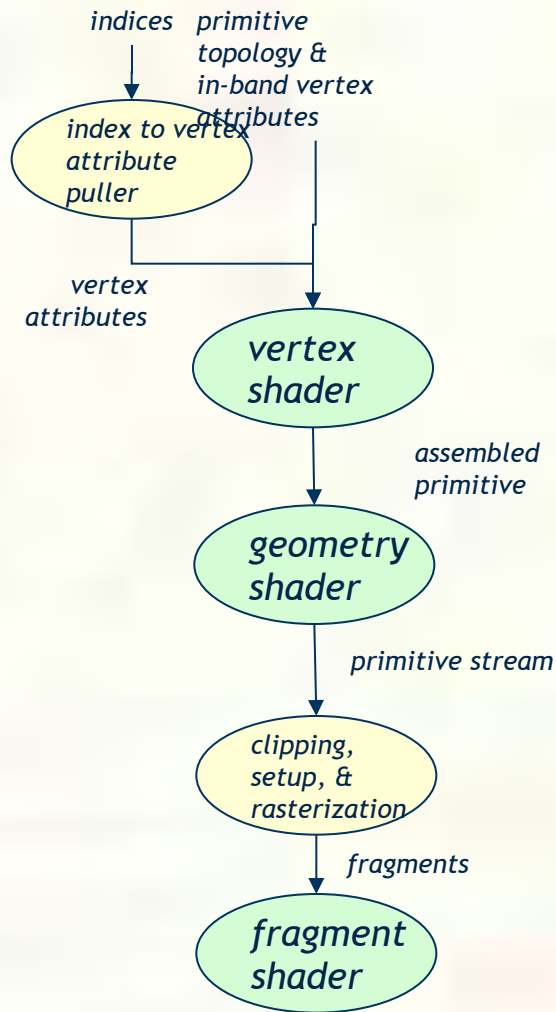 indices
primitive
topology &
in-band vertex
attributes
index to vertex
attribute
puller
vertex
attributes
vertex
shader
assembled
primitive
geometry
shader
primitive stream
clipping,
setup, &
rasterization
fragments
fragment
shader